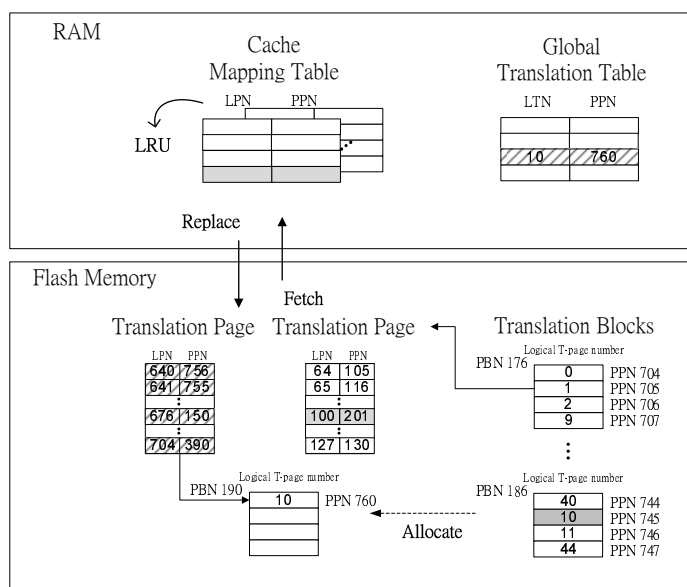 RAM
Cache
Mapping Table
Global
Translation Table
LPN PPN
LTN PPN
LRU
10 760
Replace
Fetch
Flash Memory
Translation Page
LPN PPN
640 756
641 755
676 150
704 390
Translation Page
LPN PPN
64 105
65 116
100 201
127 130
Translation Blocks
Logical T-page number
PBN 176
0 PPN 704
1 PPN 705
2 PPN 706
9 PPN 707
Logical T-page number
PBN 190
10 PPN 760
Allocate
Logical T-page number
PBN 186
40 PPN 744
10 PPN 745
11 PPN 746
44 PPN 747